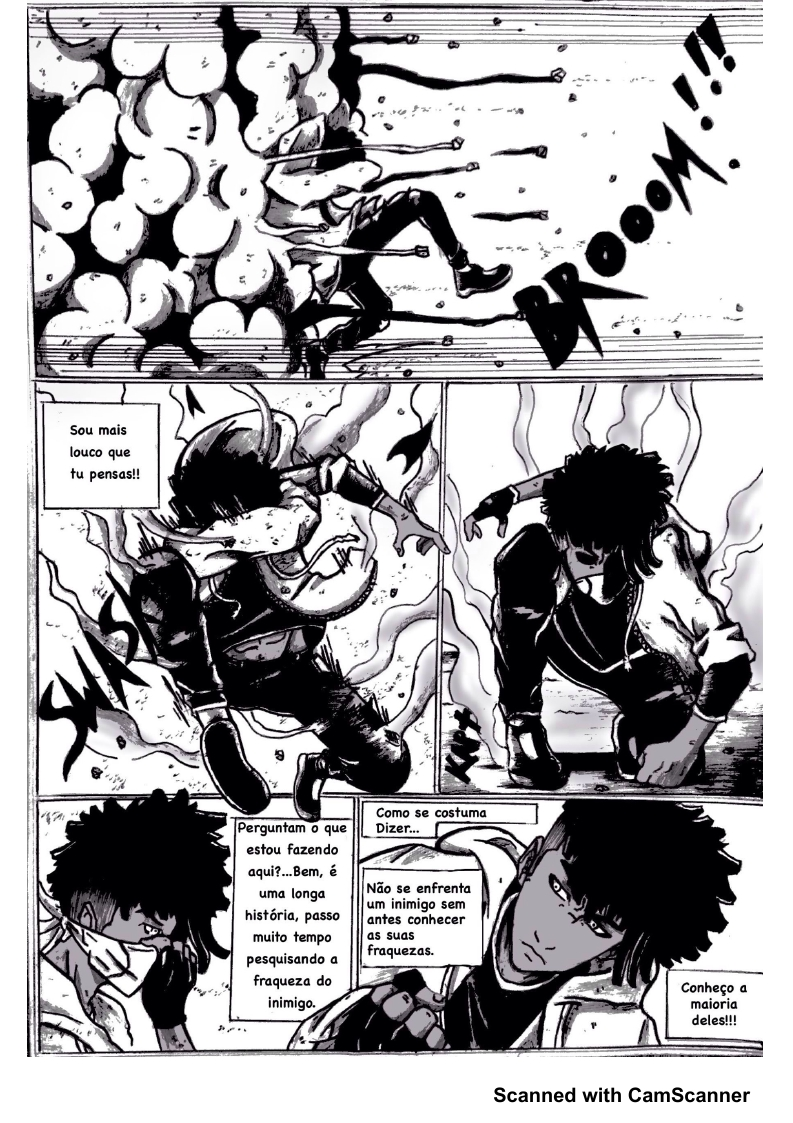 BROOOM.!!!
Sou mais
louco que
tu pensas!!
Perguntam o que
estou fazendo
aqui?...Bem, é
uma longa
história, passo
muito tempo
pesquisando a
fraqueza do
inimigo.
Como se costuma
Dizer...
Não se enfrenta
um inimigo sem
antes conhecer
as suas
fraquezas.
Conheço a
maioria
deles!!!
Scanned with CamScanner